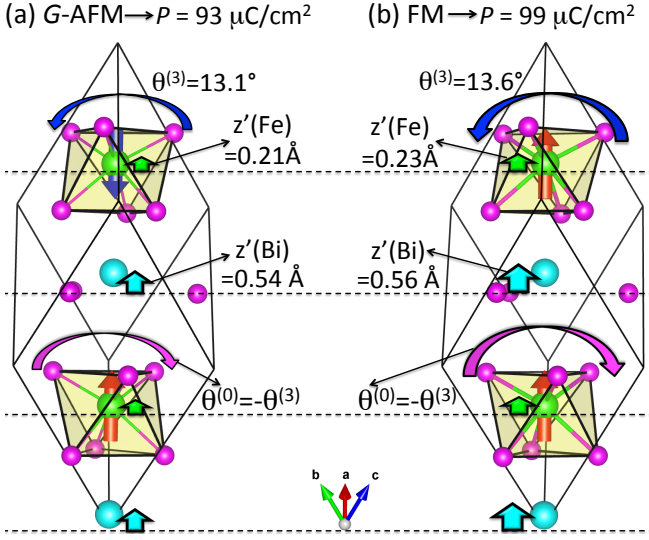 (a) G-AFM→P = 93 μC/cm²
(b) FM→P = 99 μC/cm²
θ⁽³⁾=13.1°
θ⁽³⁾=13.6°
z'(Fe)
=0.21Å
z'(Fe)
=0.23Å
z'(Bi)
=0.54 Å
z'(Bi)
=0.56 Å
θ⁽⁰⁾=-θ⁽³⁾
θ⁽⁰⁾=-θ⁽³⁾
b a c